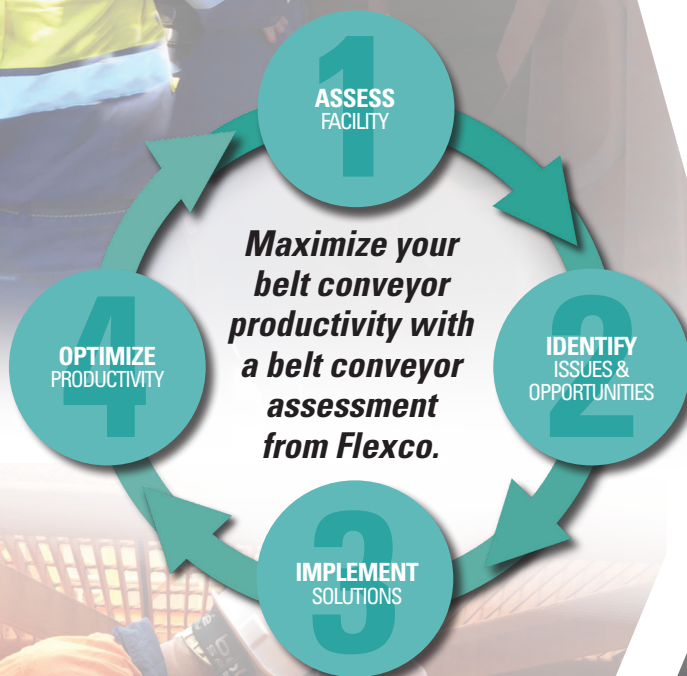 1
ASSESS
FACILITY
2
IDENTIFY
ISSUES &
OPPORTUNITIES
3
IMPLEMENT
SOLUTIONS
4
OPTIMIZE
PRODUCTIVITY
Maximize your
belt conveyor
productivity with
a belt conveyor
assessment
from Flexco.